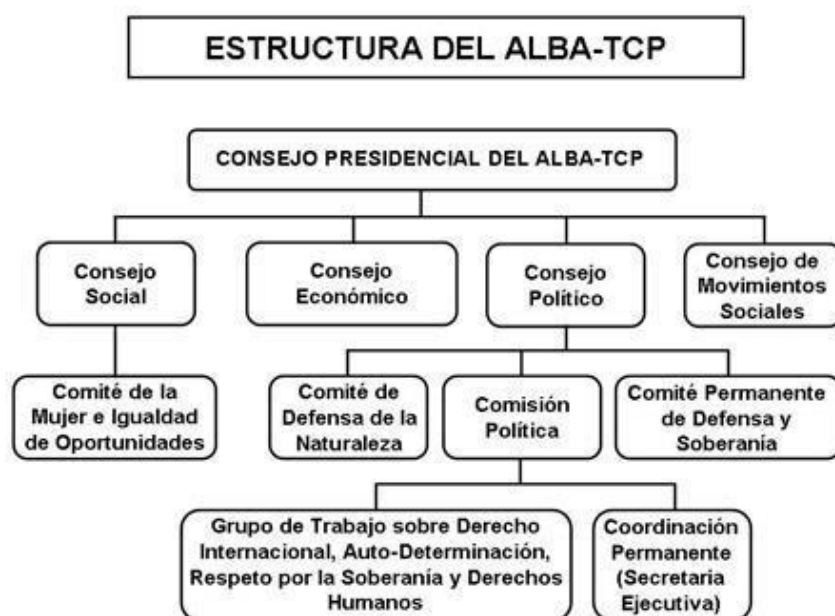 ESTRUCTURA DEL ALBA-TCP
CONSEJO PRESIDENCIAL DEL ALBA-TCP
Consejo
Social
Consejo
Económico
Consejo
Político
Consejo de
Movimientos
Sociales
Comité de la
Mujer e Igualdad
de Oportunidades
Comité de
Defensa de la
Naturaleza
Comisión
Política
Comité Permanente
de Defensa y
Soberanía
Grupo de Trabajo sobre Derecho
Internacional, Auto-Determinación,
Respeto por la Soberanía y Derechos
Humanos
Coordinación
Permanente
(Secretaria
Ejecutiva)